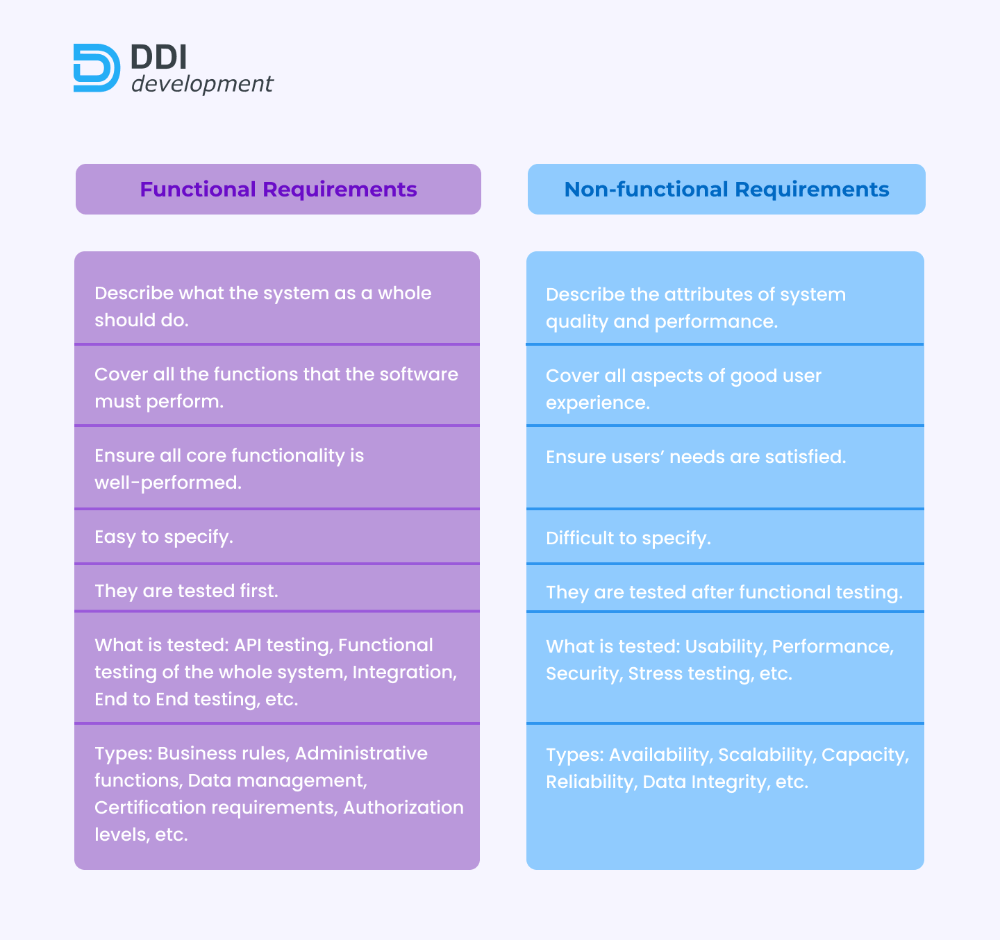 DDI
development
Functional Requirements
Non-functional Requirements
Describe what the system as a whole
should do.
Describe the attributes of system
quality and performance.
Cover all the functions that the software
must perform.
Cover all aspects of good user
experience.
Ensure all core functionality is
well-performed.
Ensure users’ needs are satisfied.
Easy to specify.
Difficult to specify.
They are tested first.
They are tested after functional testing.
What is tested: API testing, Functional
testing of the whole system, Integration,
End to End testing, etc.
What is tested: Usability, Performance,
Security, Stress testing, etc.
Types: Business rules, Administrative
functions, Data management,
Certification requirements, Authorization
levels, etc.
Types: Availability, Scalability, Capacity,
Reliability, Data Integrity, etc.